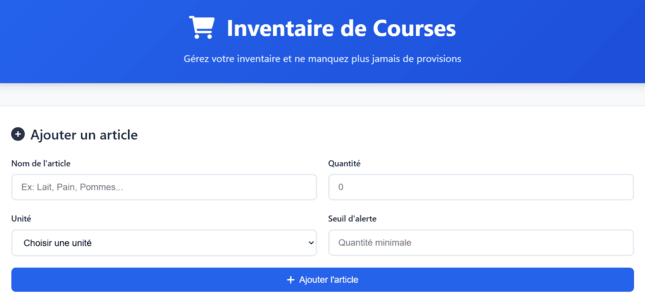 Inventaire de Courses
Gérez votre inventaire et ne manquez plus jamais de provisions
Ajouter un article
Nom de l'article
Quantité
Ex: Lait, Pain, Pommes...
0
Unité
Seuil d'alerte
Choisir une unité
Quantité minimale
+ Ajouter l'article